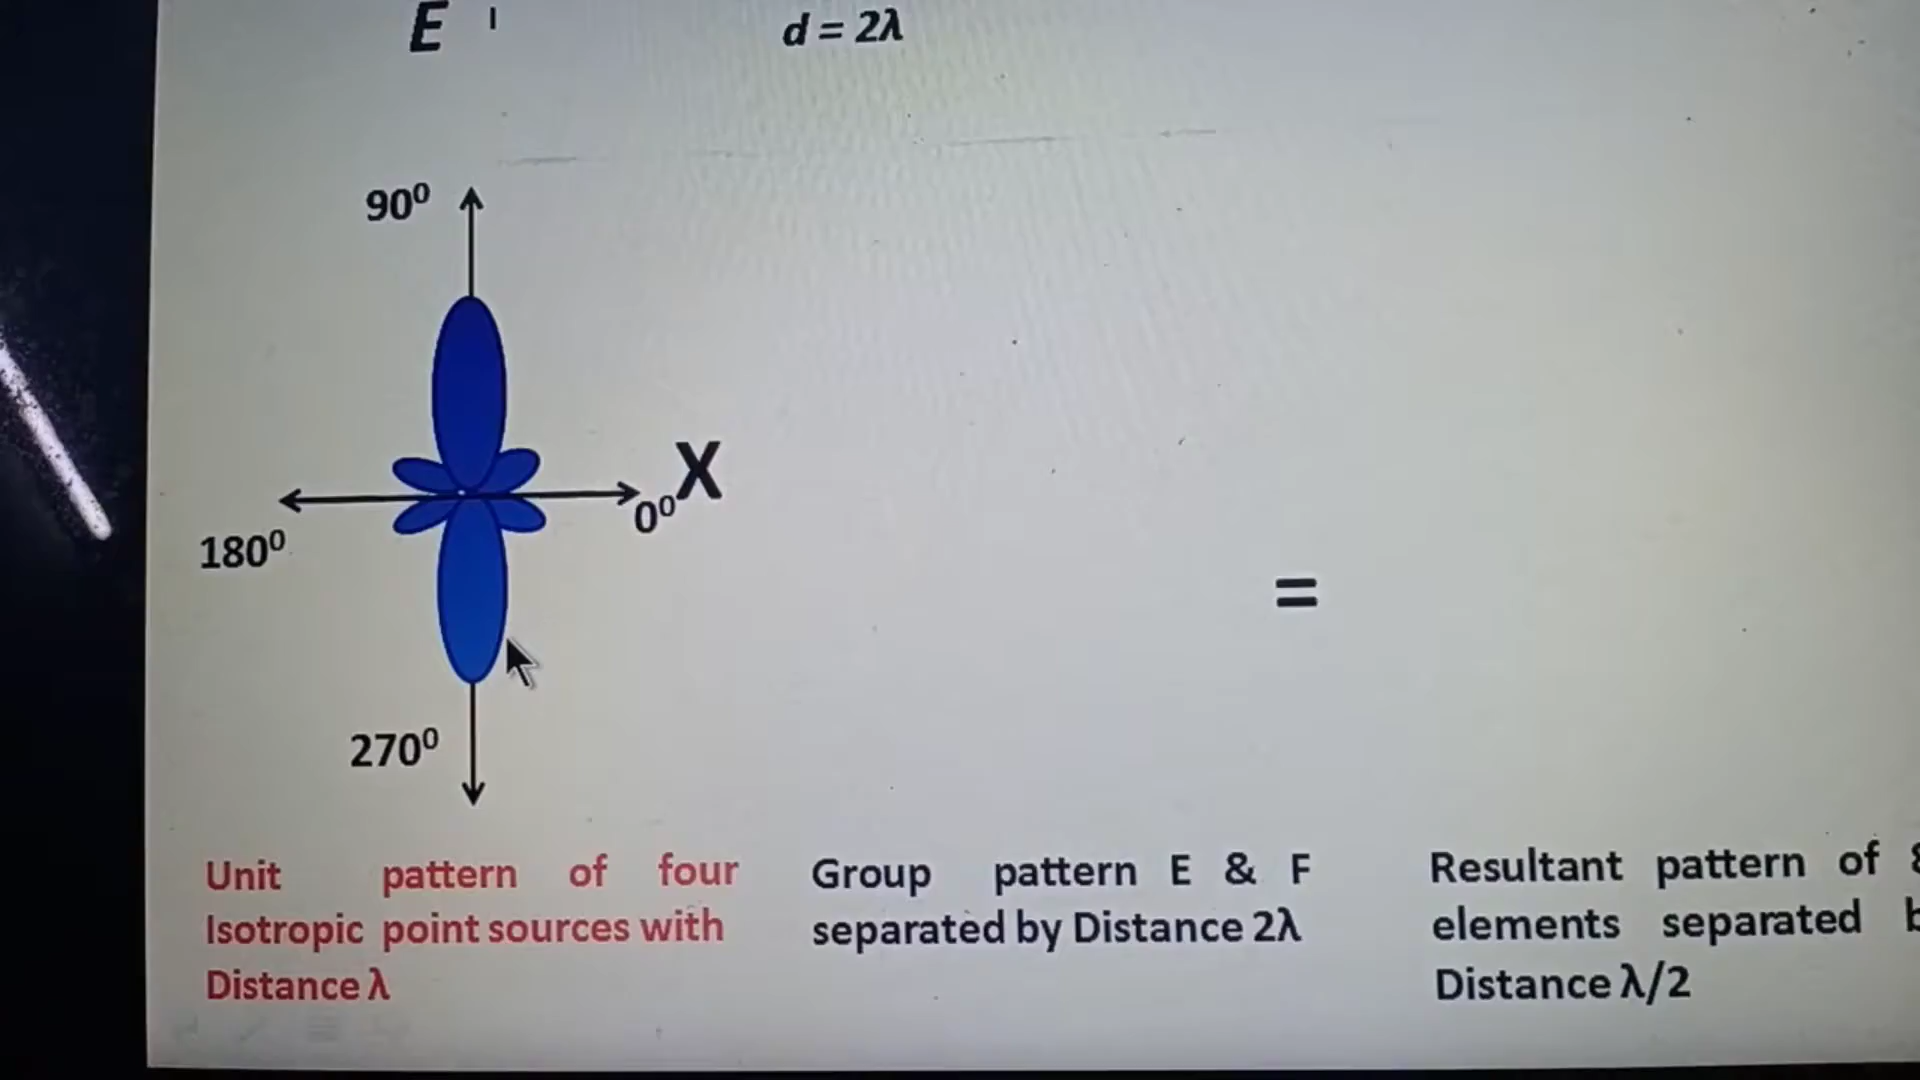 E
d = 2λ
90⁰
X
0⁰
180⁰
=
270⁰
Unit pattern of four
Isotropic point sources with
Distance λ
Group pattern E & F
separated by Distance 2λ
Resultant pattern of
elements separated
Distance λ/2